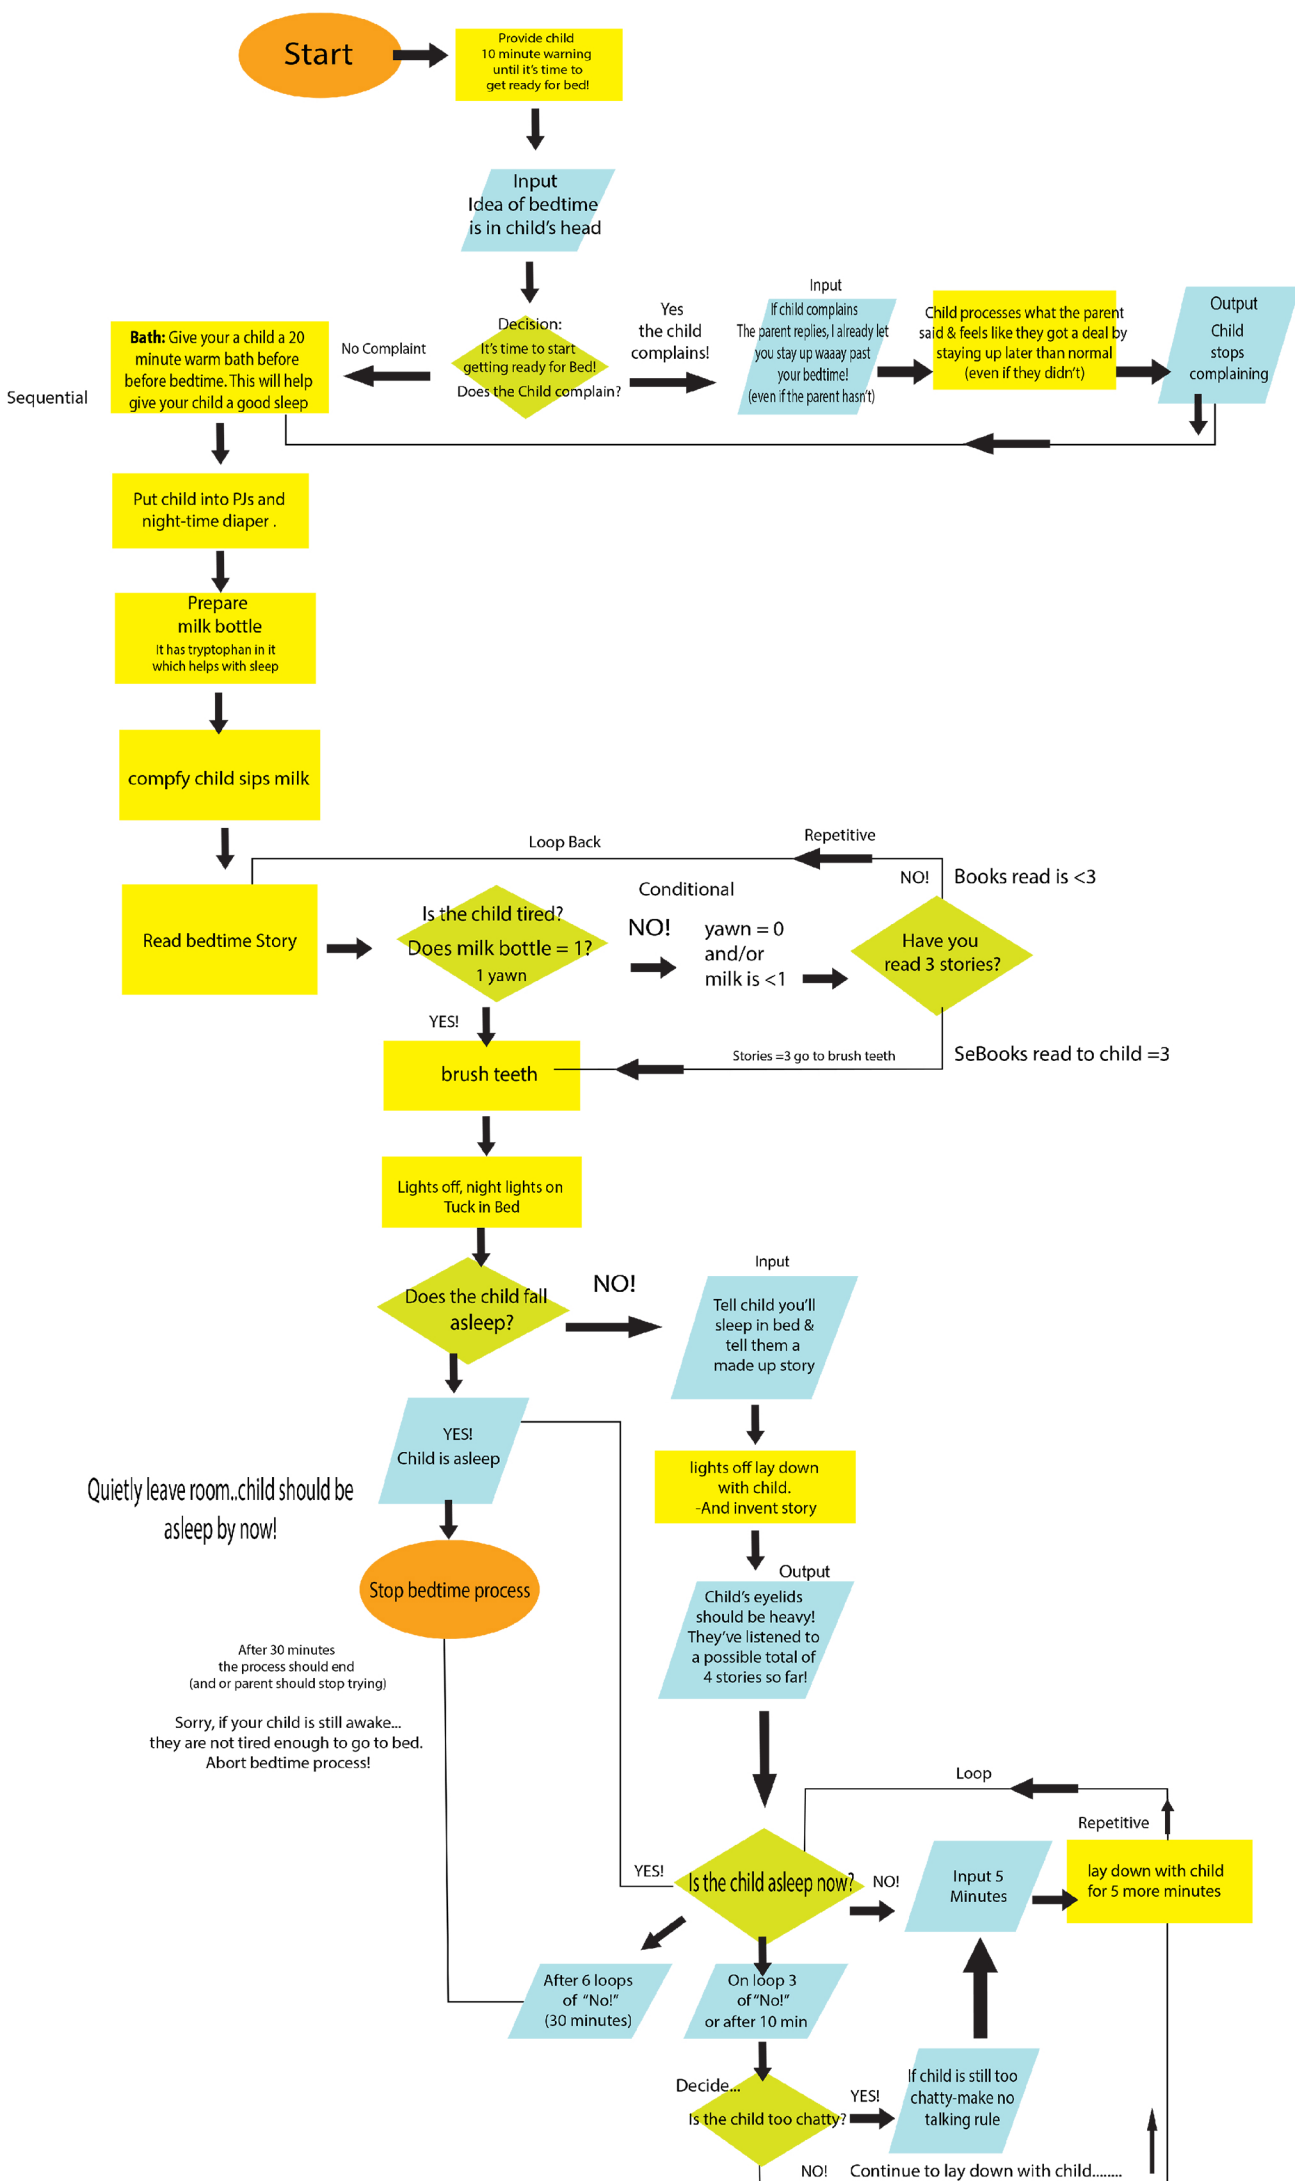 Start
Provide child
10 minute warning
until it's time to
get ready for bed!
Input
Idea of bedtime
is in child's head
Decision:
It's time to start
getting ready for Bed!
Does the Child complain?
No Complaint
Yes
the child
complains!
Input
If child complains
The parent replies, I already let
you stay up waaay past
your bedtime!
(even if the parent hasn't)
Child processes what the parent
said & feels like they got a deal by
staying up later than normal
(even if they didn't)
Output
Child
stops
complaining
Sequential
Bath: Give your a child a 20
minute warm bath before
before bedtime. This will help
give your child a good sleep
Put child into PJs and
night-time diaper .
Prepare
milk bottle
It has tryptophan in it
which helps with sleep
compfy child sips milk
Loop Back
Repetitive
NO!
Books read is <3
Read bedtime Story
Is the child tired?
Does milk bottle = 1?
1 yawn
Conditional
NO!
yawn = 0
and/or
milk is <1
Have you
read 3 stories?
YES!
Stories =3 go to brush teeth
SeBooks read to child =3
brush teeth
Lights off, night lights on
Tuck in Bed
Does the child fall
asleep?
NO!
Input
Tell child you'll
sleep in bed &
tell them a
made up story
YES!
Child is asleep
Quietly leave room..child should be
asleep by now!
lights off lay down
with child.
-And invent story
Stop bedtime process
Output
Child's eyelids
should be heavy!
They've listened to
a possible total of
4 stories so far!
After 30 minutes
the process should end
(and or parent should stop trying)
Sorry, if your child is still awake...
they are not tired enough to go to bed.
Abort bedtime process!
Loop
Repetitive
YES!
Is the child asleep now?
NO!
Input 5
Minutes
lay down with child
for 5 more minutes
After 6 loops
of "No!"
(30 minutes)
On loop 3
of "No!"
or after 10 min
Decide...
Is the child too chatty?
YES!
If child is still too
chatty-make no
talking rule
NO!
Continue to lay down with child........